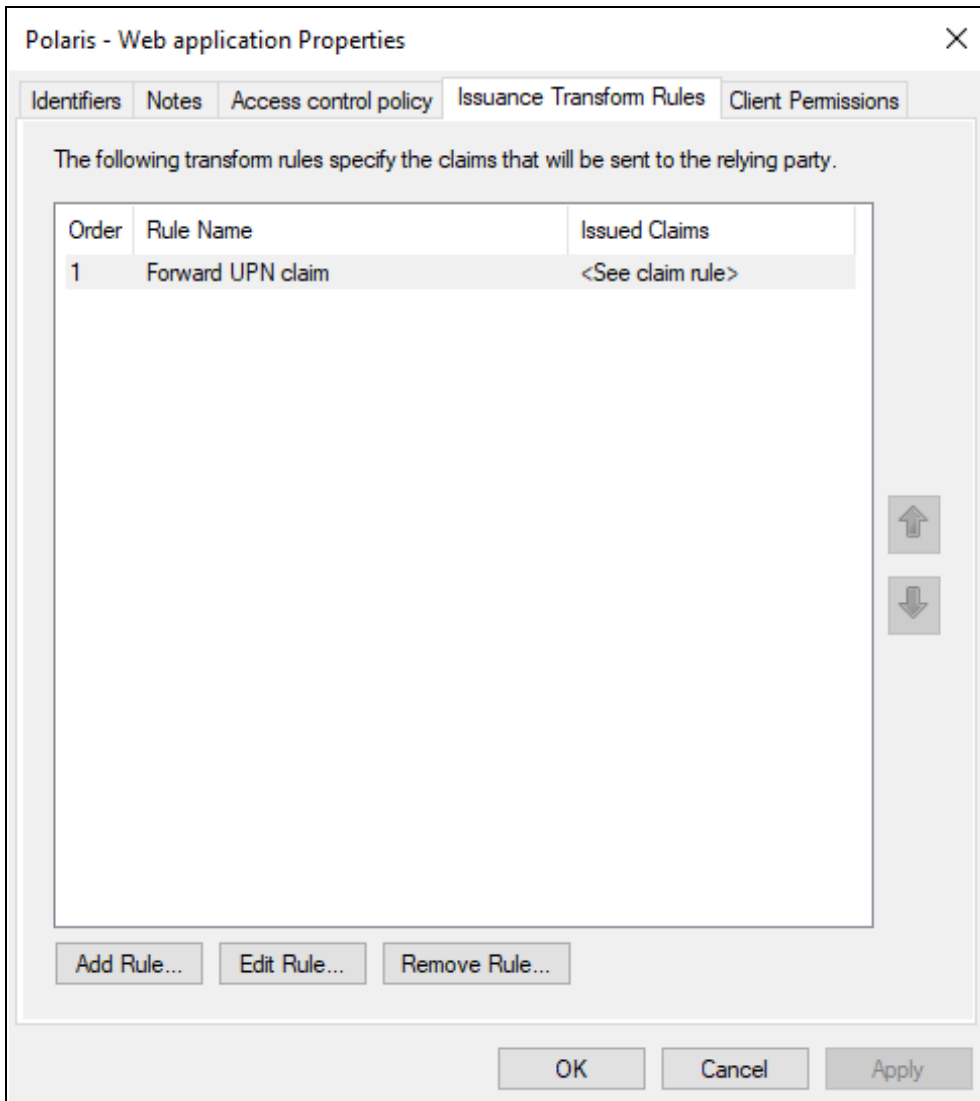 Polaris - Web application Properties
Identifiers Notes Access control policy Issuance Transform Rules Client Permissions
The following transform rules specify the claims that will be sent to the relying party.
Order Rule Name Issued Claims
1 Forward UPN claim <See claim rule>
Add Rule... Edit Rule... Remove Rule...
OK Cancel Apply